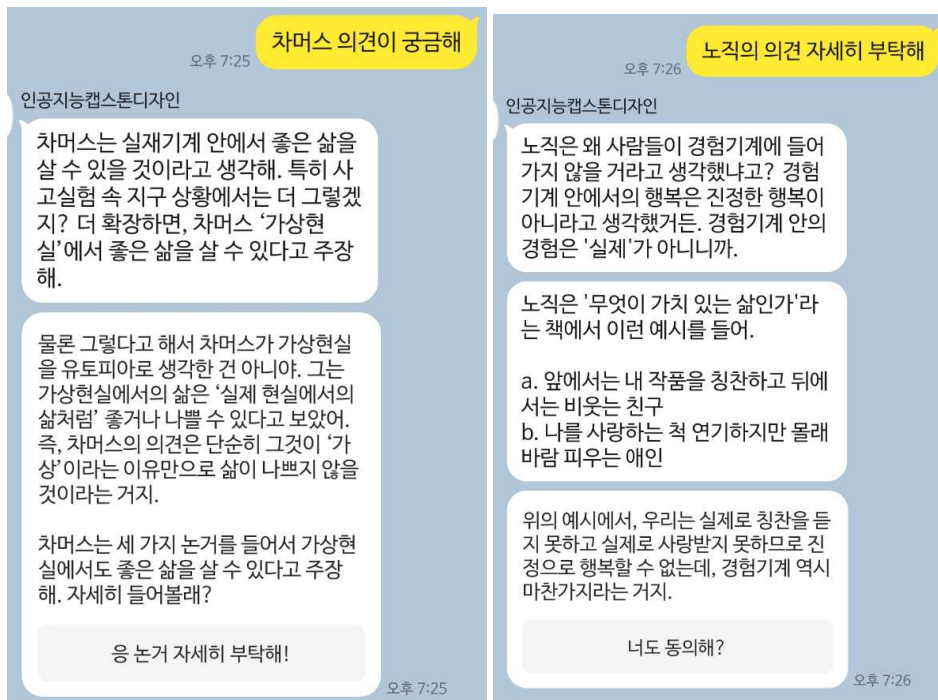 차머스 의견이 궁금해
오후 7:25
인공지능캡스톤디자인
차머스는 실재기계 안에서 좋은 삶을
살 수 있을 것이라고 생각해. 특히 사
고실험 속 지구 상황에서는 더 그렇겠
지? 더 확장하면, 차머스 ‘가상현
실’에서 좋은 삶을 살 수 있다고 주장
해.
물론 그렇다고 해서 차머스가 가상현실
을 유토피아로 생각한 건 아니야. 그는
가상현실에서의 삶은 ‘실제 현실에서의
삶처럼’ 좋거나 나쁠 수 있다고 보았어.
즉, 차머스의 의견은 단순히 그것이 ‘가
상’이라는 이유만으로 삶이 나쁘지 않을
것이라는 거지.
차머스는 세 가지 논거를 들어서 가상현
실에서도 좋은 삶을 살 수 있다고 주장
해. 자세히 들어볼래?
응 논거 자세히 부탁해!
오후 7:25
노직의 의견 자세히 부탁해
오후 7:26
인공지능캡스톤디자인
노직은 왜 사람들이 경험기계에 들어
가지 않을 거라고 생각했냐고? 경험
기계 안에서의 행복은 진정한 행복이
아니라고 생각했거든. 경험기계 안의
경험은 '실제'가 아니니까.
노직은 '무엇이 가치 있는 삶인가'라
는 책에서 이런 예시를 들어.
a. 앞에서는 내 작품을 칭찬하고 뒤에
서는 비웃는 친구
b. 나를 사랑하는 척 연기하지만 몰래
바람 피우는 애인
위의 예시에서, 우리는 실제로 칭찬을 듣
지 못하고 실제로 사랑받지 못하므로 진
정으로 행복할 수 없는데, 경험기계 역시
마찬가지라는 거지.
너도 동의해?
오후 7:26